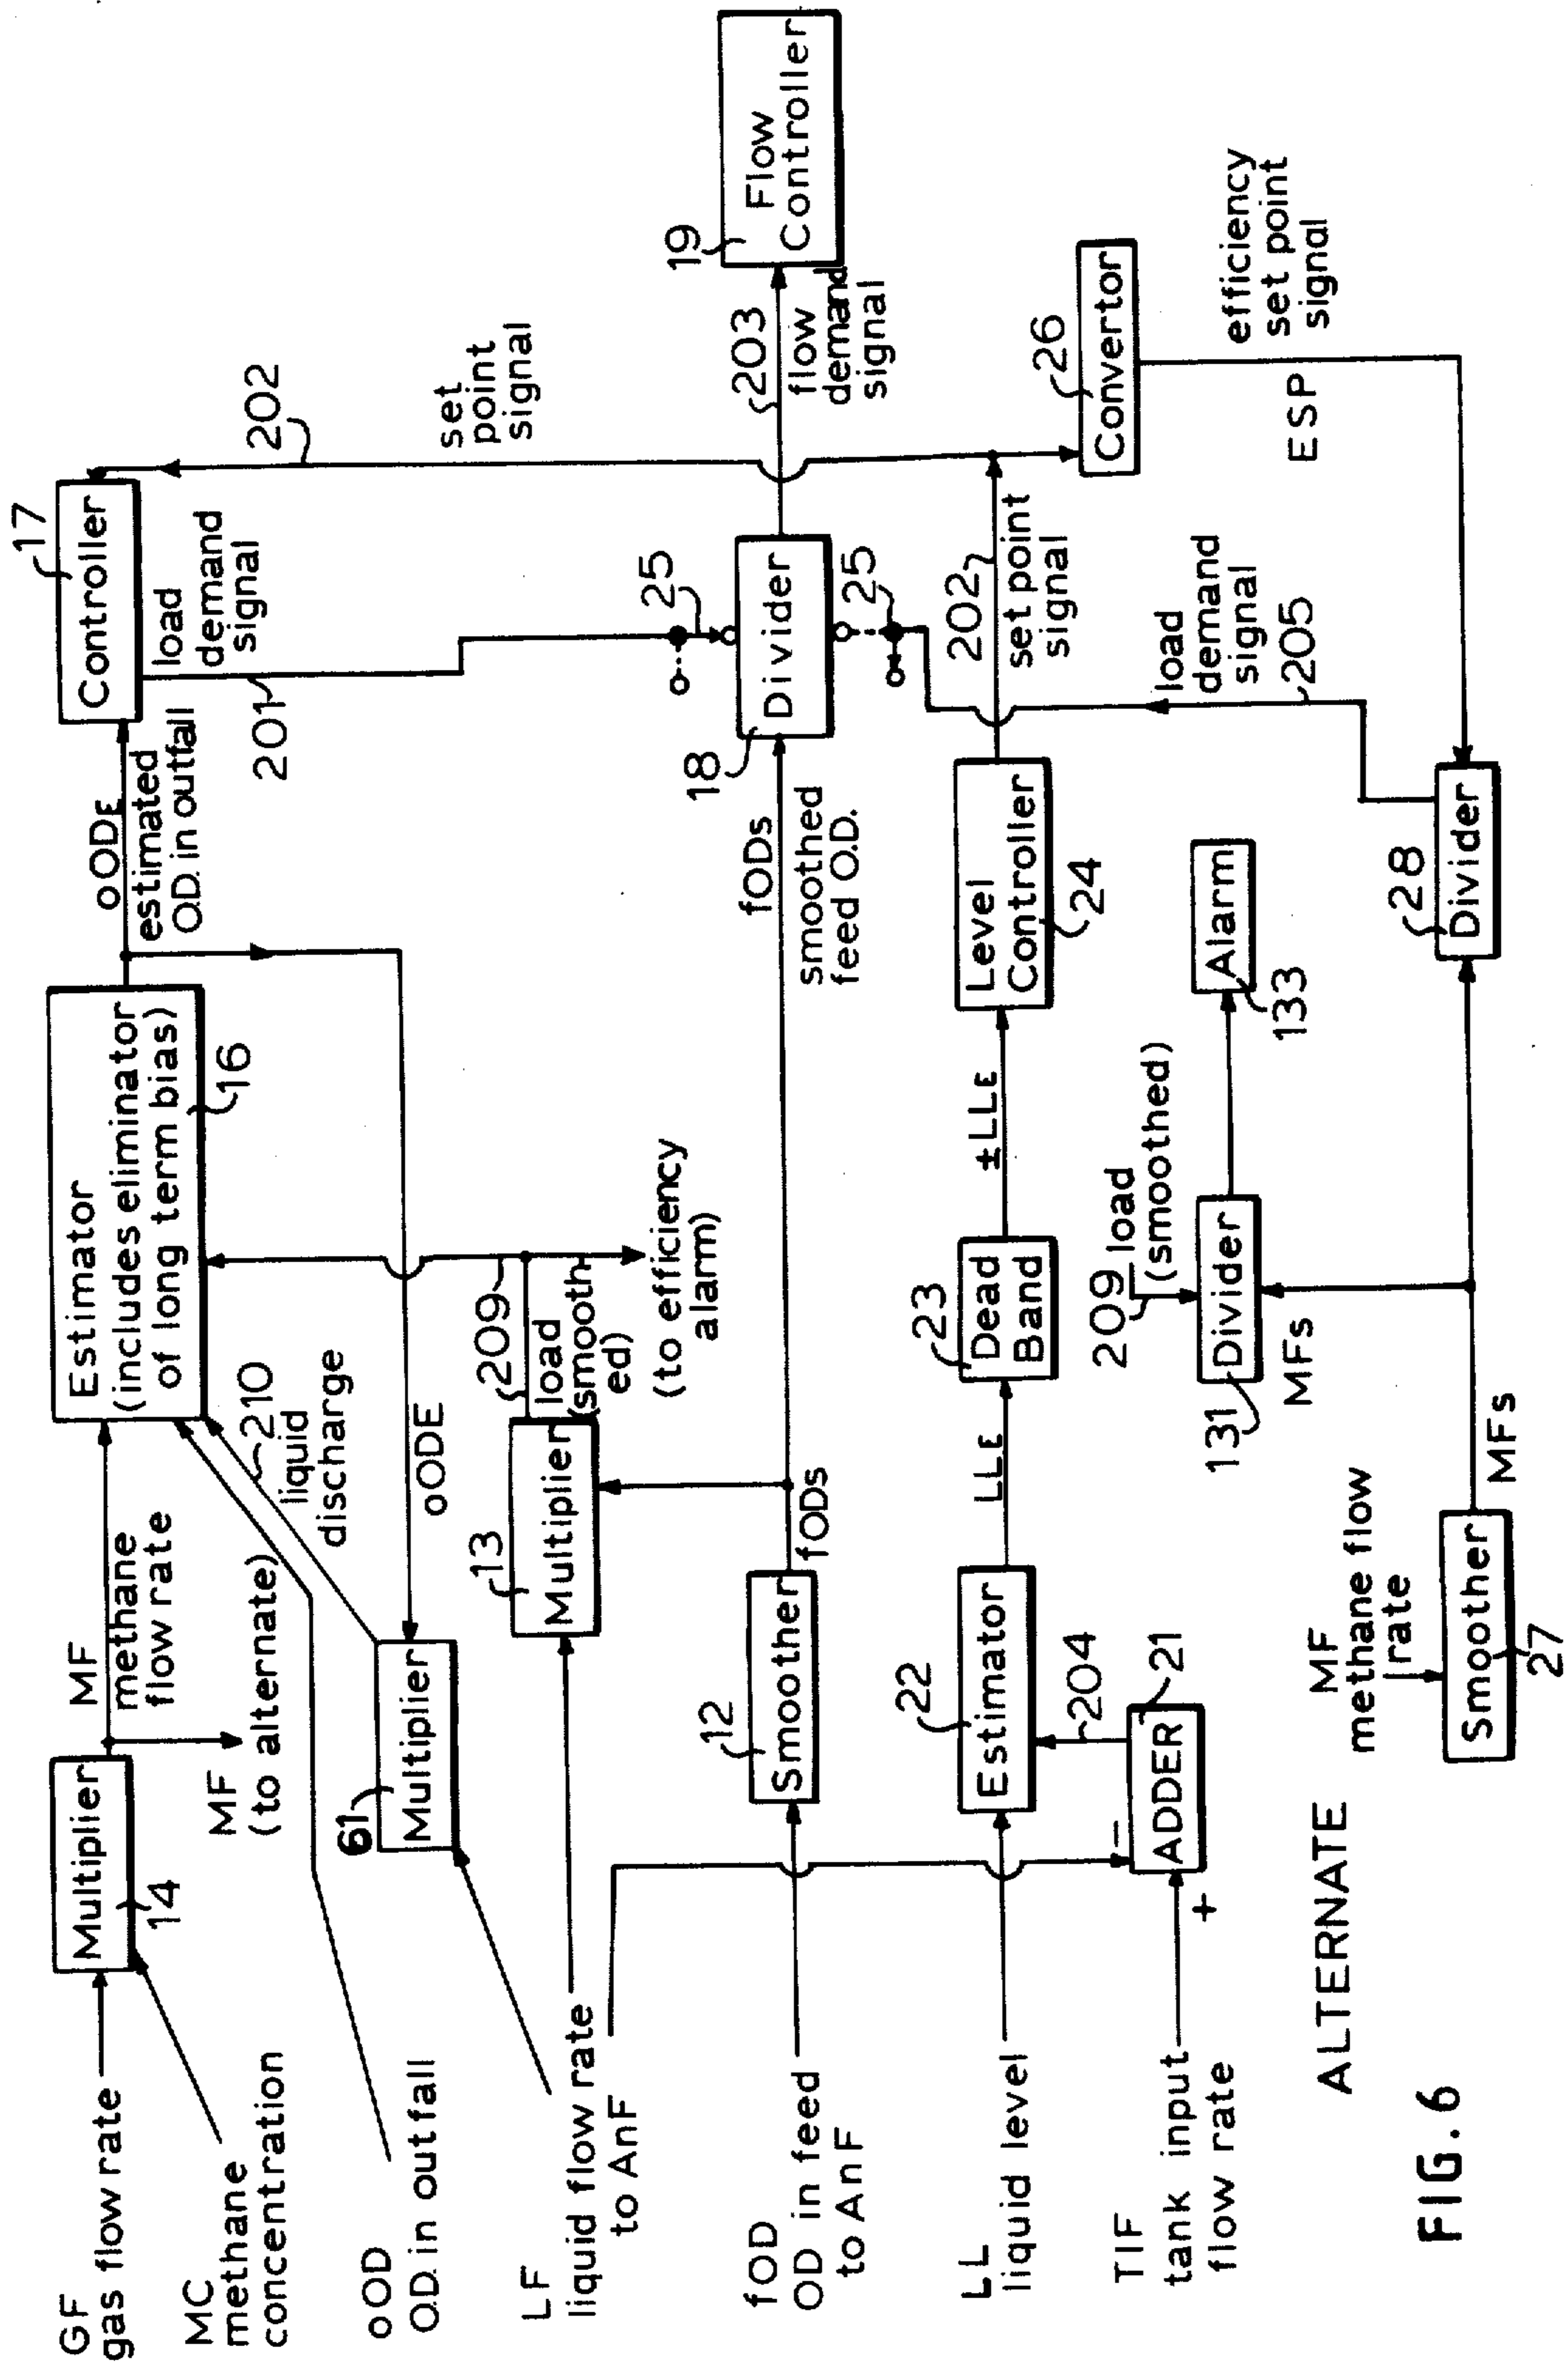 GF
gas flow rate
MC
methane
concentration
oOD
O.D. in outfall
LF
liquid flow rate
to AnF
fOD
OD in feed
to AnF
LL
liquid level
TIF
tank input
flow rate
Multiplier
14
MF
methane
flow rate
MF
(to alternate)
Estimator
(includes eliminator
of long term bias)
16
210
liquid
discharge
61
Multiplier
oODE
oODE
estimated
O.D. in outfall
17
Controller
load
demand
signal
201
202
set
point
signal
13
Multiplier
209
load
(smooth
ed)
(to efficiency
alarm)
12
Smoother
fODs
fODs
smoothed
feed O.D.
18
Divider
25
25
203
flow
demand
signal
19
Flow
Controller
22
Estimator
204
21
ADDER
−
+
LLE
23
Dead
Band
±LLE
Level
Controller
24
202
set point
signal
26
Convertor
efficiency
set point
signal
ESP
ALTERNATE
MF
methane flow
rate
Smoother
27
MFs
MFs
209 load
(smoothed)
Divider
131
Alarm
133
28
Divider
load
demand
signal
205
FIG. 6